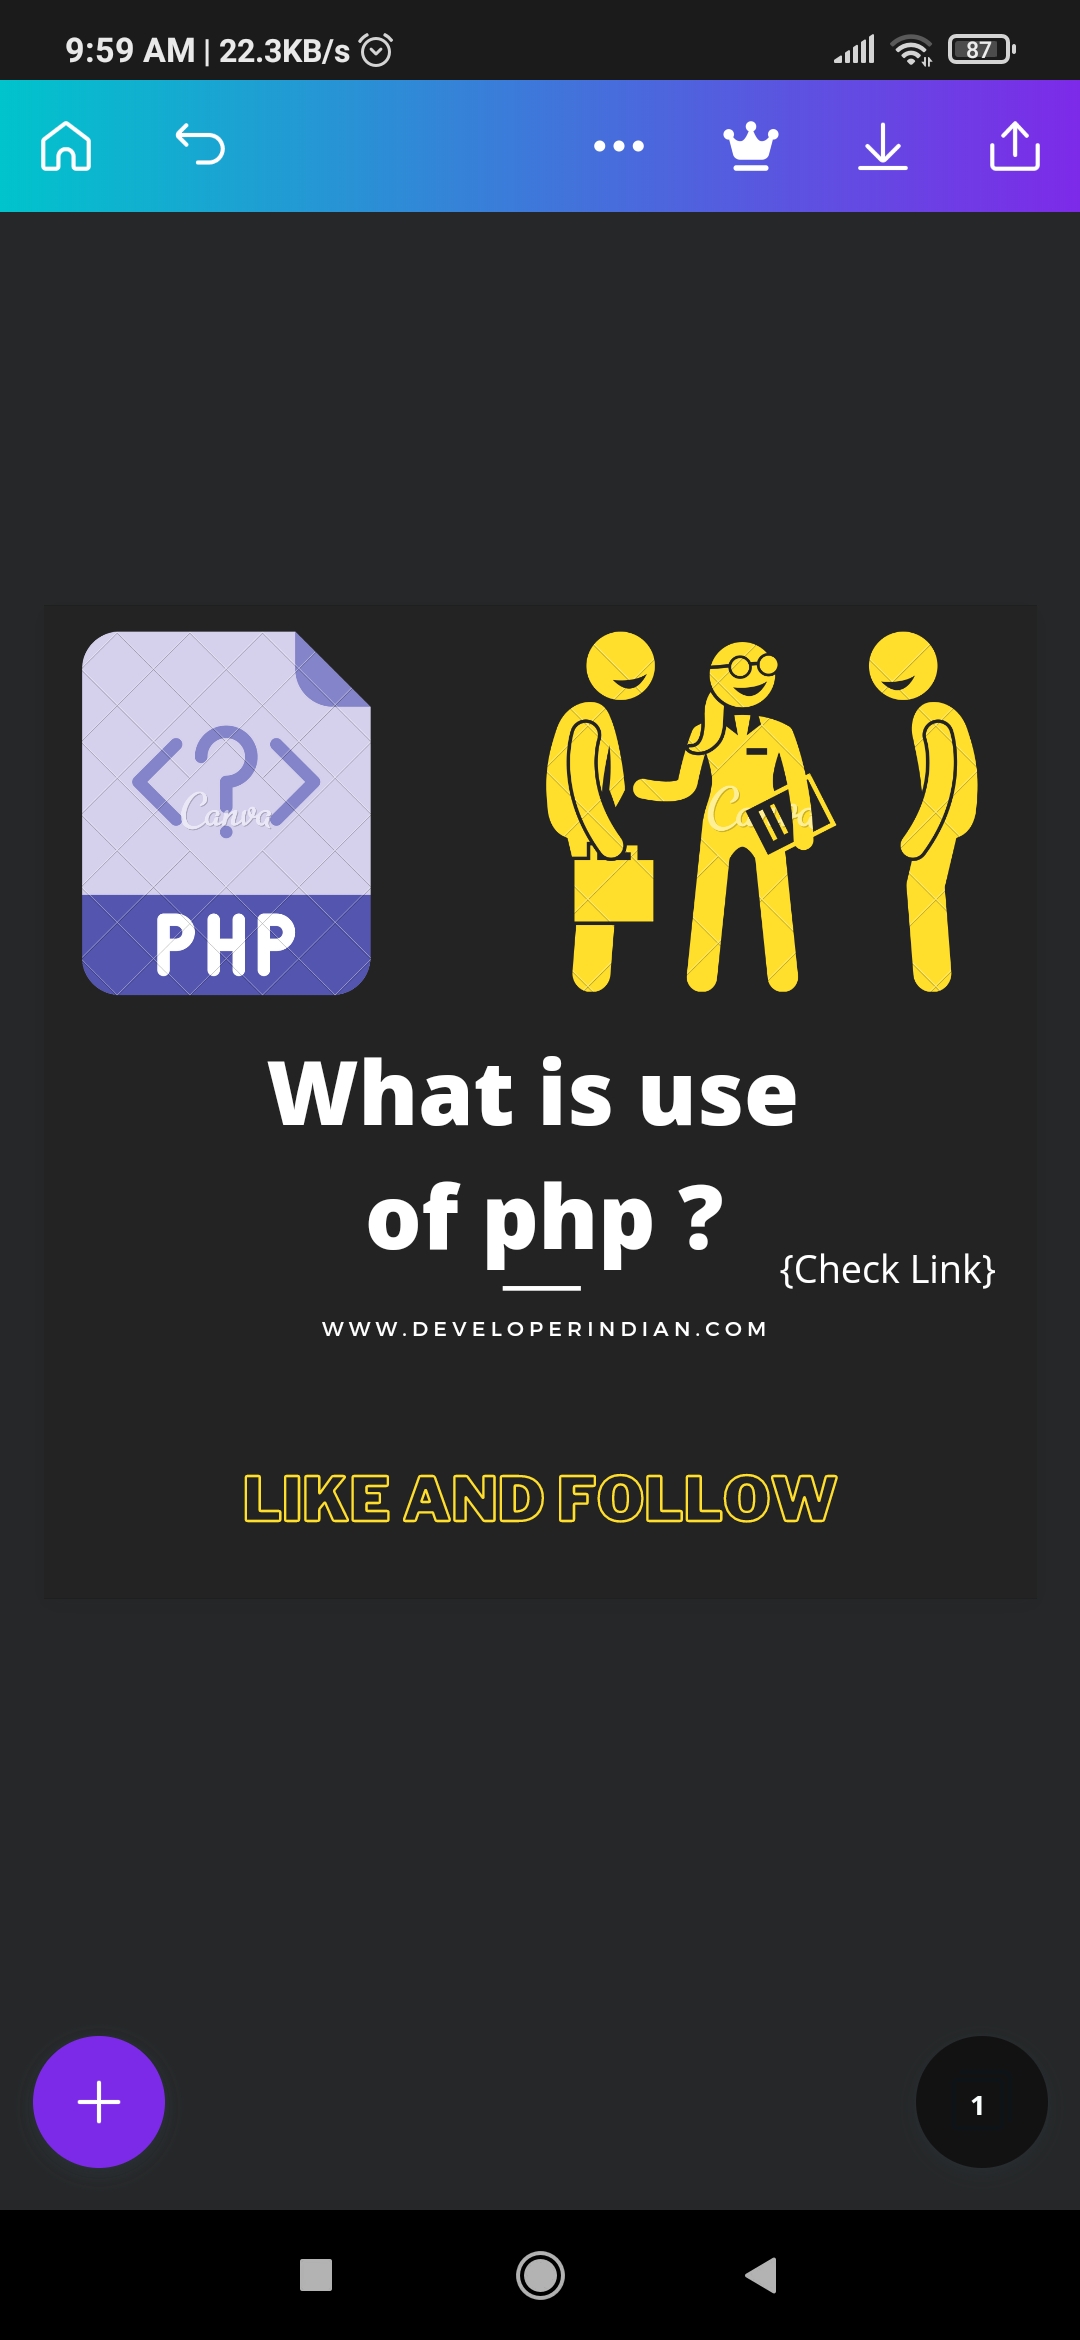 9:59 AM | 22.3KB/s
87
Canva
PHP
Canva
What is use
of php ?
{Check Link}
WWW.DEVELOPERINDIAN.COM
LIKE AND FOLLOW
1